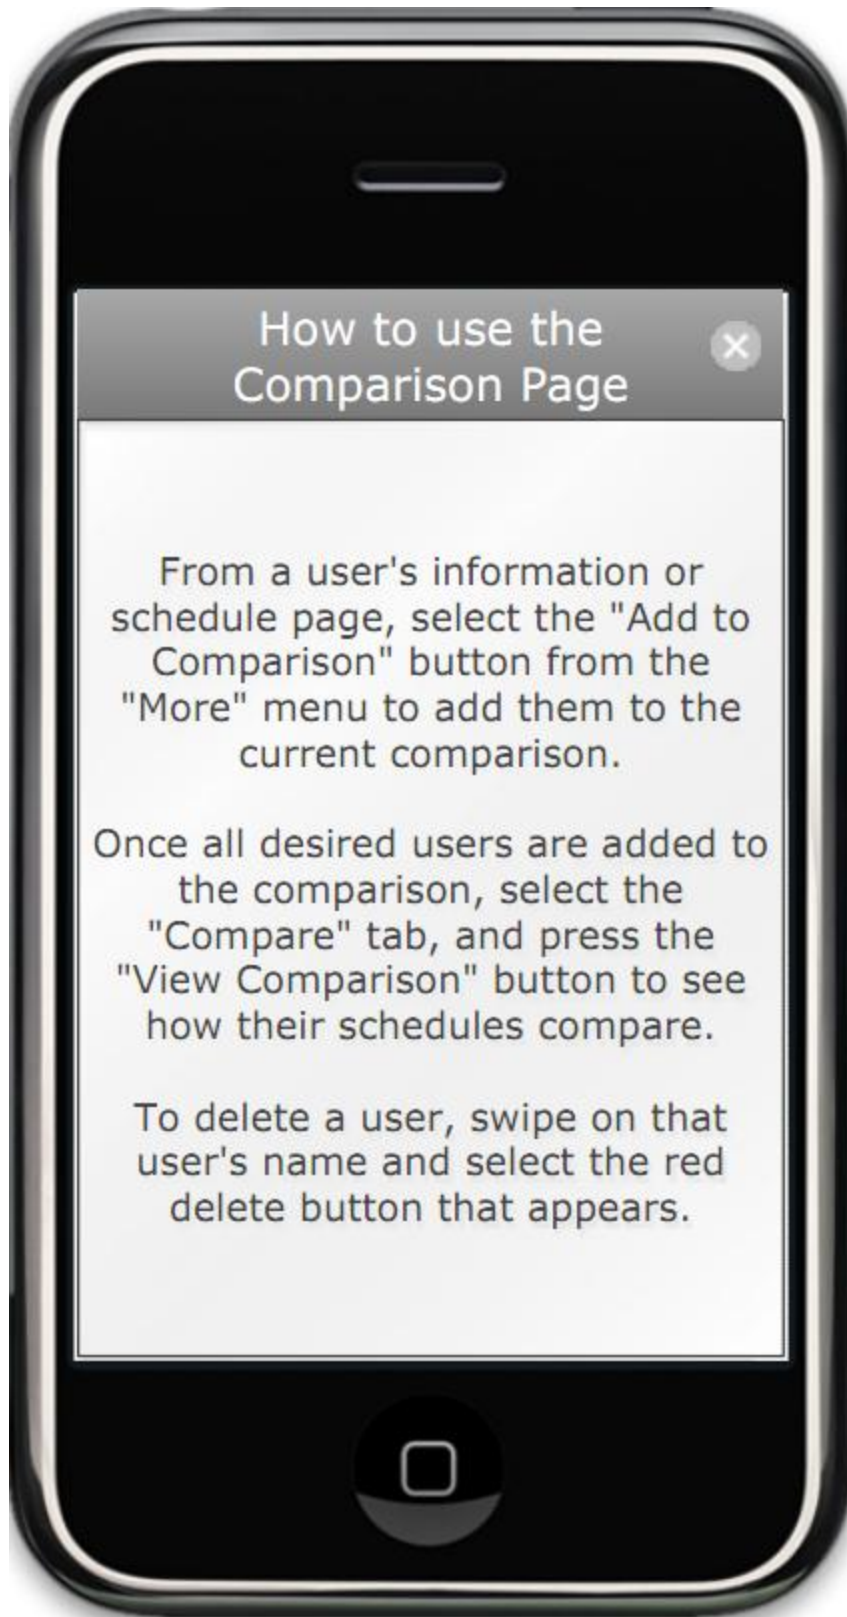 How to use the
Comparison Page
From a user's information or
schedule page, select the "Add to
Comparison" button from the
"More" menu to add them to the
current comparison.
Once all desired users are added to
the comparison, select the
"Compare" tab, and press the
"View Comparison" button to see
how their schedules compare.
To delete a user, swipe on that
user's name and select the red
delete button that appears.